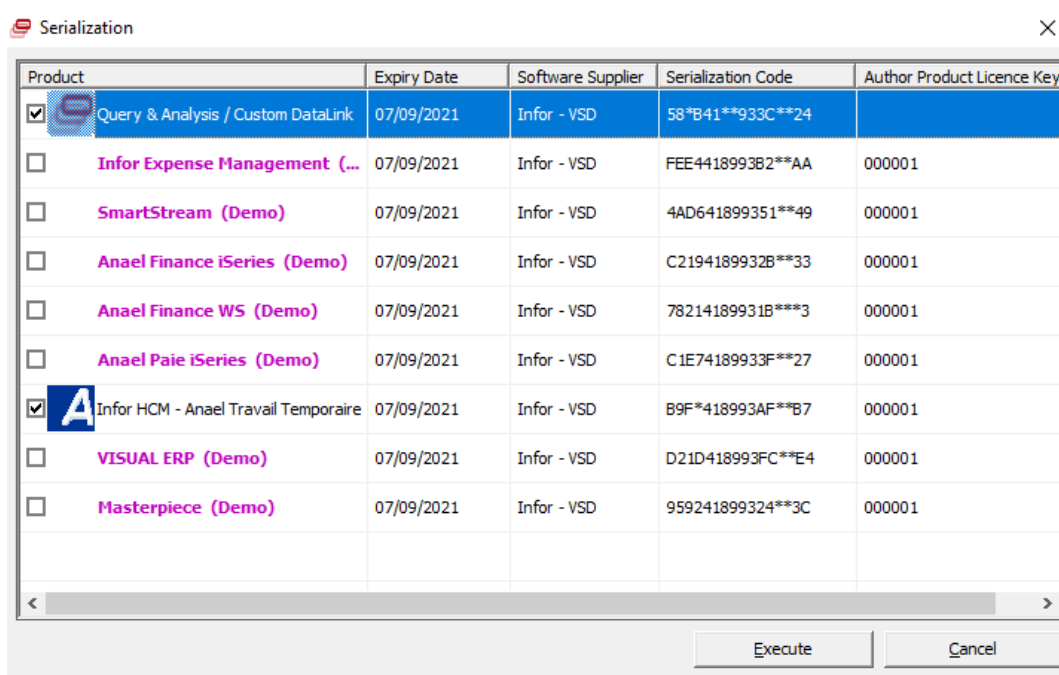 Serialization
Product Expiry Date Software Supplier Serialization Code Author Product Licence Key
Query & Analysis / Custom DataLink 07/09/2021 Infor - VSD 58*B41**933C**24
Infor Expense Management (... 07/09/2021 Infor - VSD FEE4418993B2**AA 000001
SmartStream (Demo) 07/09/2021 Infor - VSD 4AD641899351**49 000001
Anael Finance iSeries (Demo) 07/09/2021 Infor - VSD C2194189932B**33 000001
Anael Finance WS (Demo) 07/09/2021 Infor - VSD 78214189931B***3 000001
Anael Paie iSeries (Demo) 07/09/2021 Infor - VSD C1E74189933F**27 000001
A Infor HCM - Anael Travail Temporaire 07/09/2021 Infor - VSD B9F*418993AF**B7 000001
VISUAL ERP (Demo) 07/09/2021 Infor - VSD D21D418993FC**E4 000001
Masterpiece (Demo) 07/09/2021 Infor - VSD 959241899324**3C 000001
Execute Cancel